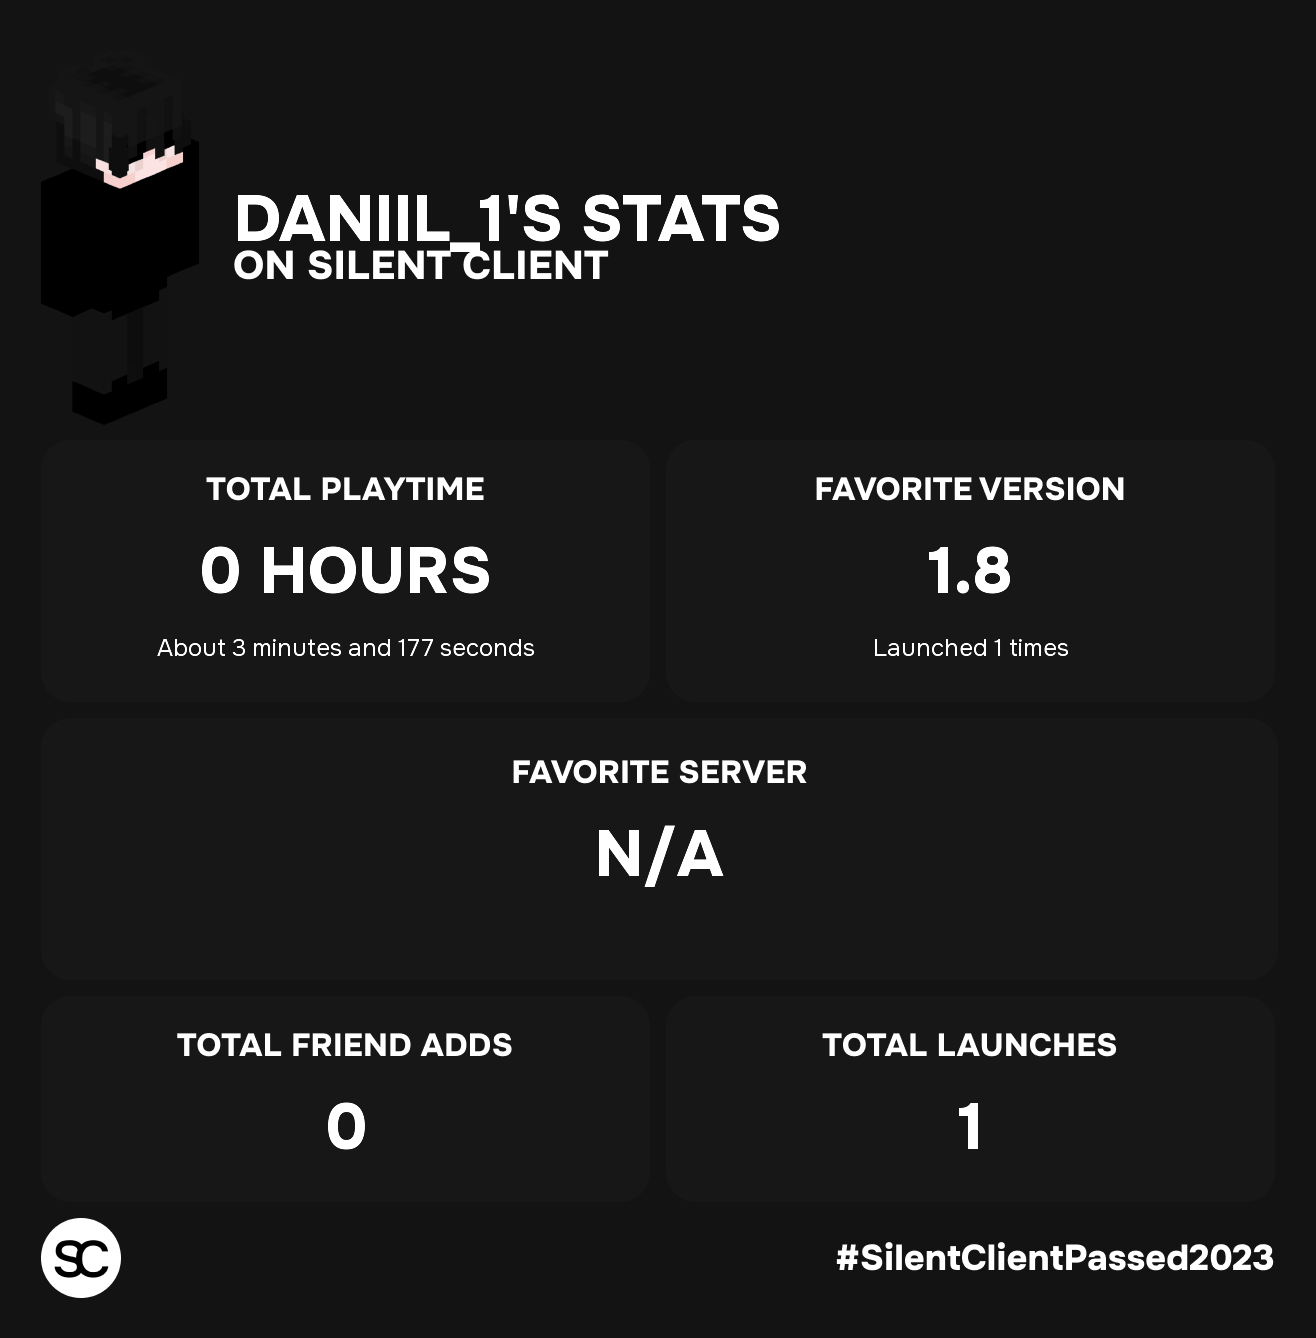 DANIIL_1'S STATS
ON SILENT CLIENT
TOTAL PLAYTIME
0 HOURS
About 3 minutes and 177 seconds
FAVORITE VERSION
1.8
Launched 1 times
FAVORITE SERVER
N/A
TOTAL FRIEND ADDS
0
TOTAL LAUNCHES
1
SC
#SilentClientPassed2023